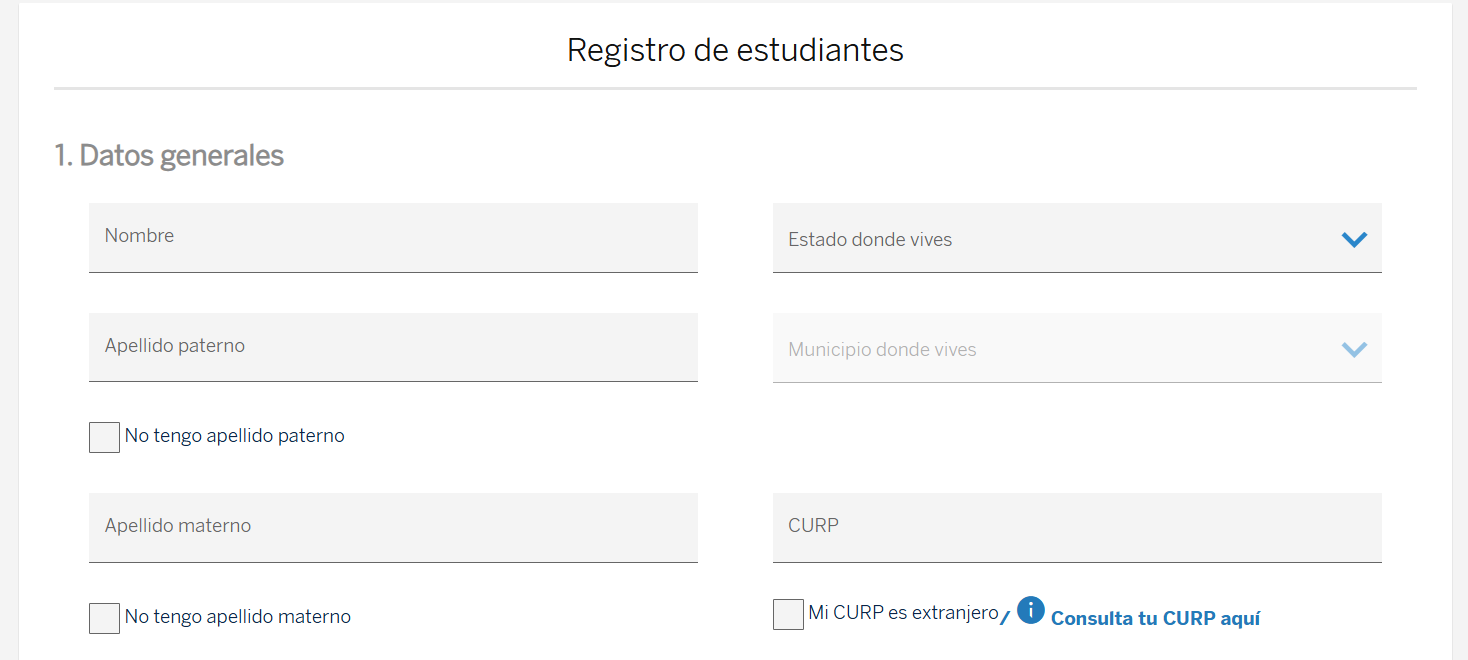 Registro de estudiantes
1. Datos generales
Nombre
Estado donde vives
Apellido paterno
Municipio donde vives
No tengo apellido paterno
Apellido materno
CURP
No tengo apellido materno
Mi CURP es extranjero/ i Consulta tu CURP aquí